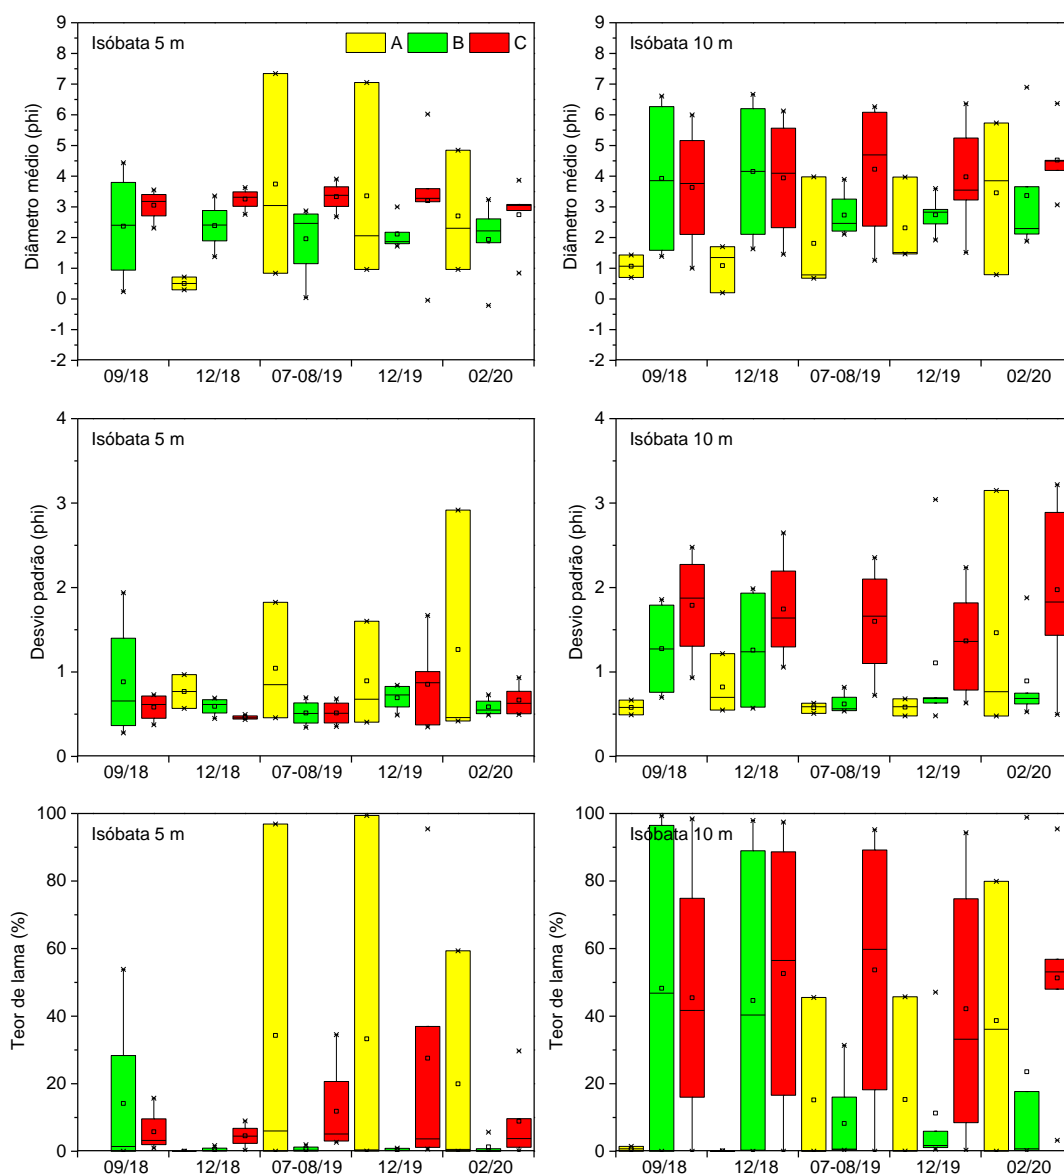 Isóbata 5 m
A B C
Diâmetro médio (phi)
9
8
7
6
5
4
3
2
1
0
-1
-2
09/18 12/18 07-08/19 12/19 02/20
Isóbata 10 m
Diâmetro médio (phi)
9
8
7
6
5
4
3
2
1
0
-1
-2
09/18 12/18 07-08/19 12/19 02/20
Isóbata 5 m
Desvio padrão (phi)
4
3
2
1
0
09/18 12/18 07-08/19 12/19 02/20
Isóbata 10 m
Desvio padrão (phi)
4
3
2
1
0
09/18 12/18 07-08/19 12/19 02/20
Isóbata 5 m
Teor de lama (%)
100
80
60
40
20
0
09/18 12/18 07-08/19 12/19 02/20
Isóbata 10 m
Teor de lama (%)
100
80
60
40
20
0
09/18 12/18 07-08/19 12/19 02/20